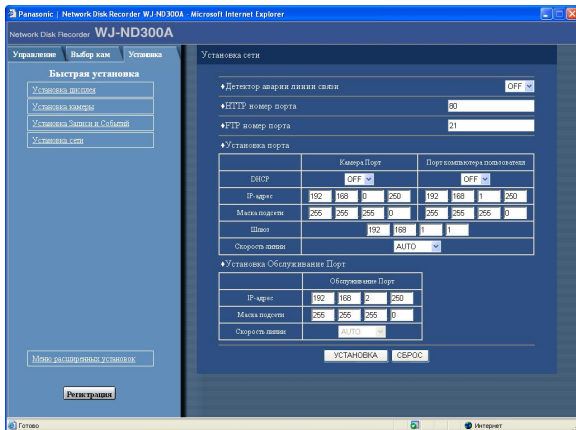 Panasonic | Network Disk Recorder WJ-ND300A - Microsoft Internet Explorer
Network Disk Recorder WJ-ND300A
Управление Выбор кам Установка
Быстрая установка
Установка дисплея
Установка камеры
Установка Записи и Событий
Установка сети
Меню расширенных установок
Регистрация
Установка сети
♦Детектор аварии линии связи OFF
♦HTTP номер порта 80
♦FTP номер порта 21
♦Установка порта
Камера Порт Порт компьютера пользователя
DHCP OFF OFF
IP-адрес 192 168 0 250 192 168 1 250
Маска подсети 255 255 255 0 255 255 255 0
Шлюз 192 168 1 1
Скорость линии AUTO
♦Установка Обслуживание Порт
Обслуживание Порт
IP-адрес 192 168 2 250
Маска подсети 255 255 255 0
Скорость линии AUTO
УСТАНОВКА СБРОС
Готово Интернет